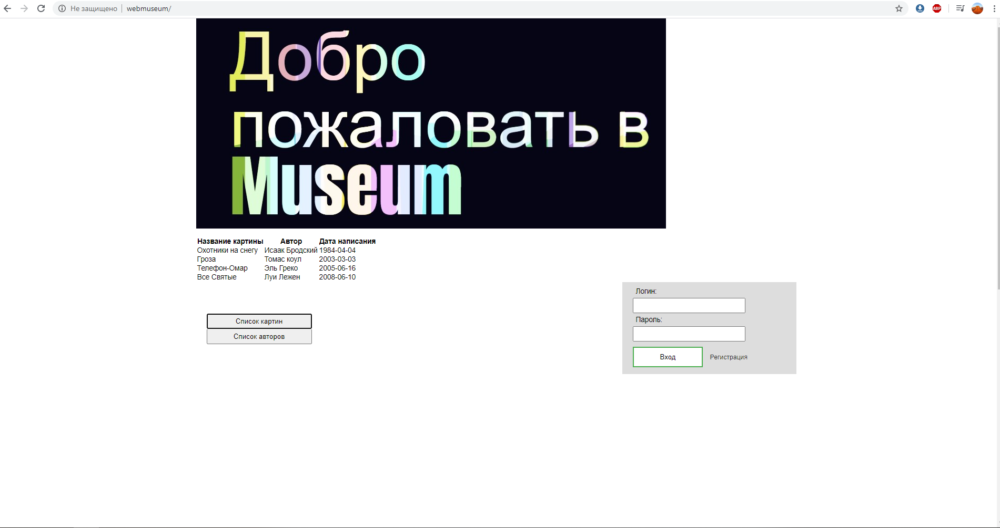 Не защищено webmuseum/
ABP
Добро
пожаловать в
Museum
Название картины Автор Дата написания
Охотники на снегу Исаак Бродский 1984-04-04
Гроза Томас коул 2003-03-03
Телефон-Омар Эль Греко 2005-06-16
Все Святые Луи Лежен 2008-06-10
Логин:
Пароль:
Вход Регистрация
Список картин
Список авторов